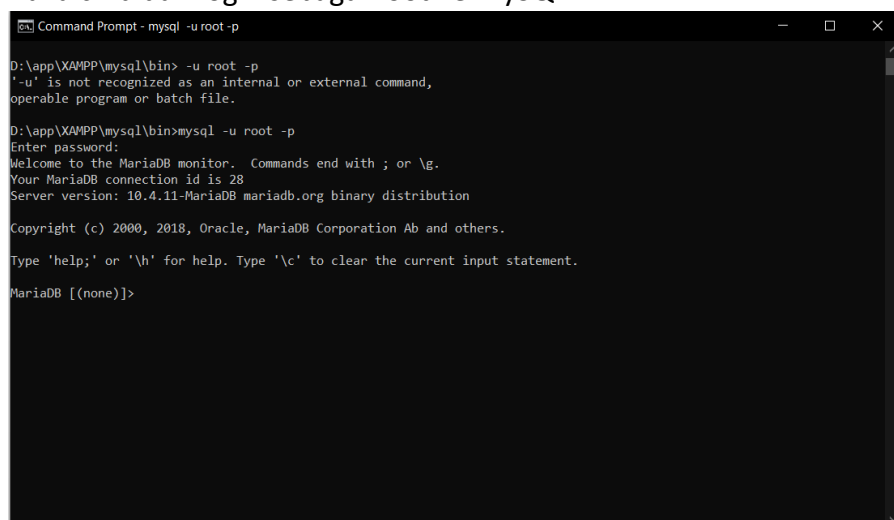 Command Prompt - mysql -u root -p
D:\app\XAMPP\mysql\bin> -u root -p
'-u' is not recognized as an internal or external command,
operable program or batch file.
D:\app\XAMPP\mysql\bin>mysql -u root -p
Enter password:
Welcome to the MariaDB monitor.  Commands end with ; or \g.
Your MariaDB connection id is 28
Server version: 10.4.11-MariaDB mariadb.org binary distribution
Copyright (c) 2000, 2018, Oracle, MariaDB Corporation Ab and others.
Type 'help;' or '\h' for help. Type '\c' to clear the current input statement.
MariaDB [(none)]>